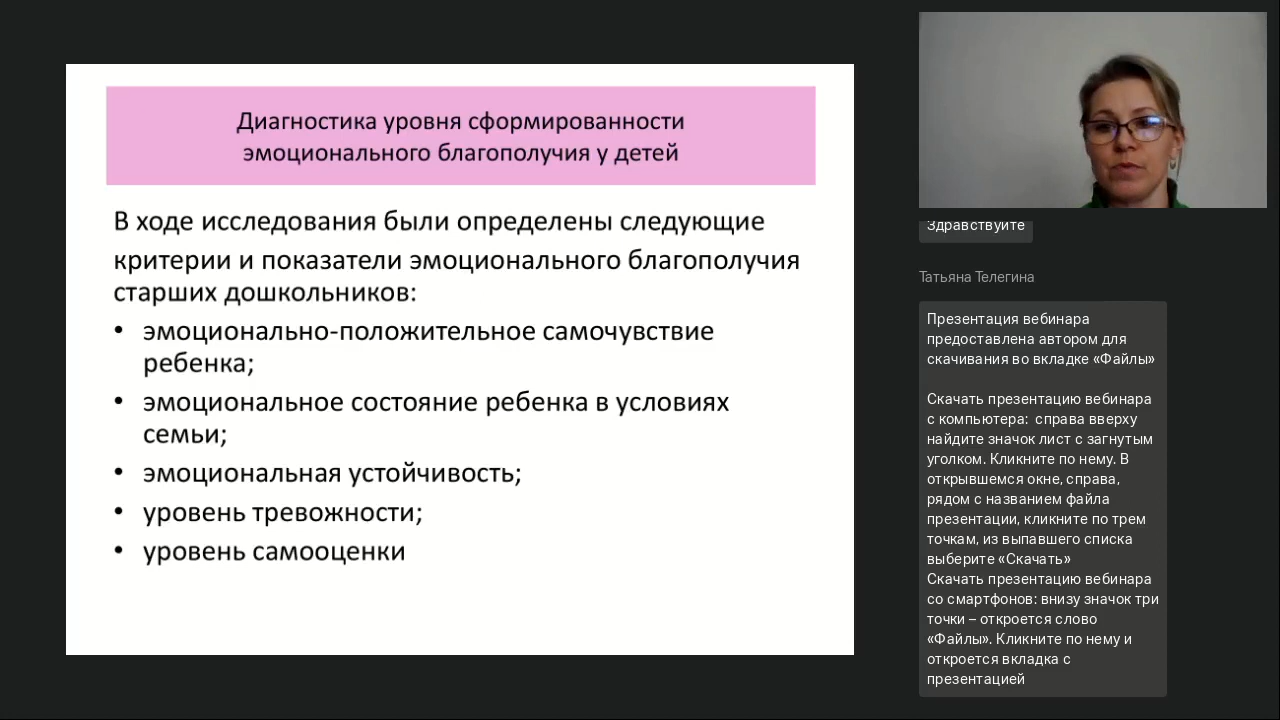 Диагностика уровня сформированности
эмоционального благополучия у детей
В ходе исследования были определены следующие
критерии и показатели эмоционального благополучия
старших дошкольников:
• эмоционально-положительное самочувствие
ребенка;
• эмоциональное состояние ребенка в условиях
семьи;
• эмоциональная устойчивость;
• уровень тревожности;
• уровень самооценки
Здравствуйте
Татьяна Телегина
Презентация вебинара
предоставлена автором для
скачивания во вкладке «Файлы»
Скачать презентацию вебинара
с компьютера: справа вверху
найдите значок лист с загнутым
уголком. Кликните по нему. В
открывшемся окне, справа,
рядом с названием файла
презентации, кликните по трем
точкам, из выпавшего списка
выберите «Скачать»
Скачать презентацию вебинара
со смартфонов: внизу значок три
точки – откроется слово
«Файлы». Кликните по нему и
откроется вкладка с
презентацией